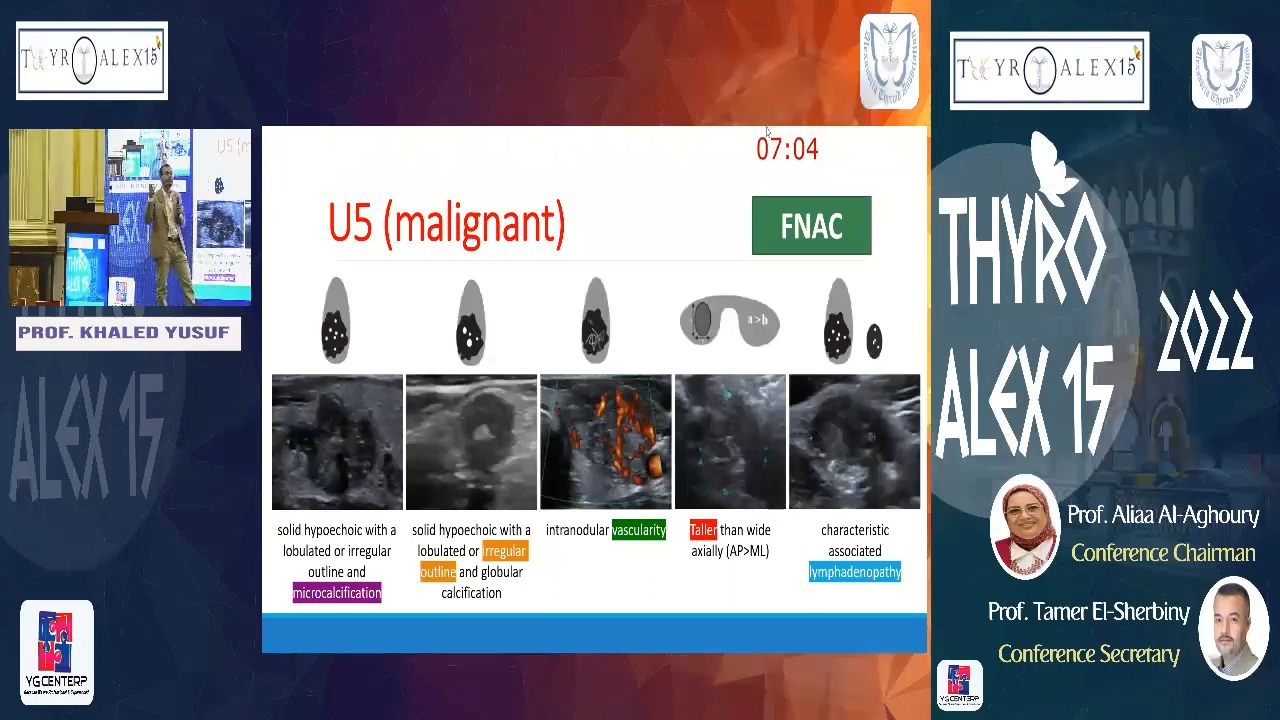 THYROALEX15
PROF. KHALED YUSUF
ALEX 15
YGCENTERP
07:04
U5 (malignant)
FNAC
a>b
solid hypoechoic with a
lobulated or irregular
outline and
microcalcification
solid hypoechoic with a
lobulated or irregular
outline and globular
calcification
intranodular vascularity
Taller than wide
axially (AP>ML)
characteristic
associated
lymphadenopathy
THYROALEX15
THYRO
ALEX 15
2022
Prof. Aliaa Al-Aghoury
Conference Chairman
Prof. Tamer El-Sherbiny
Conference Secretary
YGCENTERP